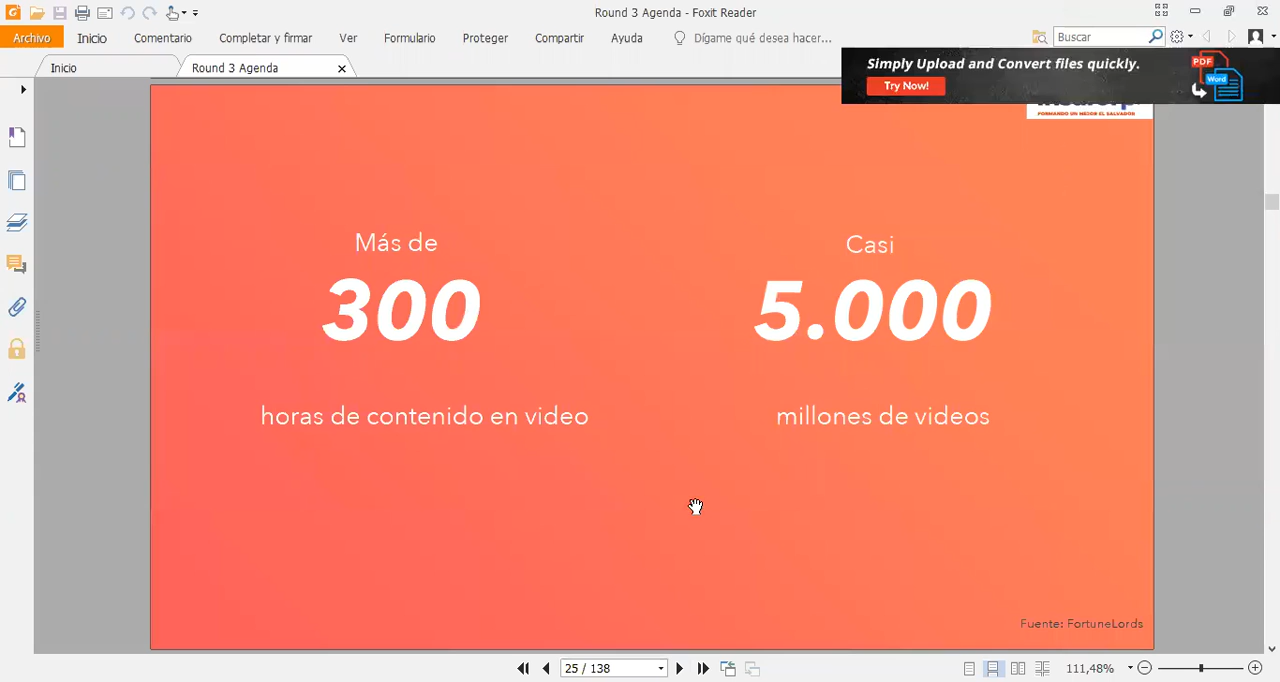 Round 3 Agenda - Foxit Reader
Archivo Inicio Comentario Completar y firmar Ver Formulario Proteger Compartir Ayuda Dígame qué desea hacer... Buscar
Simply Upload and Convert files quickly.
Try Now!
PDF
Word
Inicio Round 3 Agenda
FORMANDO UN MEJOR EL SALVADOR
Más de
300
horas de contenido en video
Casi
5.000
millones de videos
Fuente: FortuneLords
25 / 138 111,48%